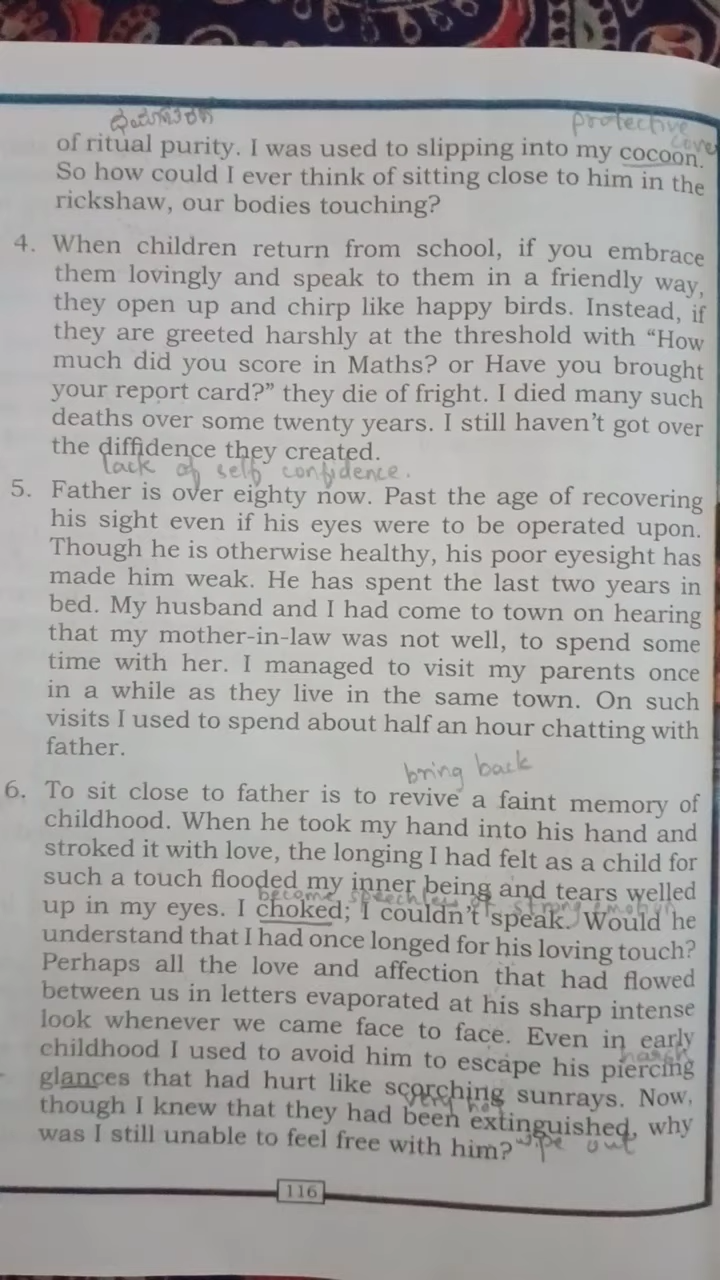 protective
cover
of ritual purity. I was used to slipping into my cocoon.
So how could I ever think of sitting close to him in the
rickshaw, our bodies touching?
4. When children return from school, if you embrace
them lovingly and speak to them in a friendly way,
they open up and chirp like happy birds. Instead, if
they are greeted harshly at the threshold with “How
much did you score in Maths? or Have you brought
your report card?” they die of fright. I died many such
deaths over some twenty years. I still haven’t got over
the diffidence they created.
lack of self confidence.
5. Father is over eighty now. Past the age of recovering
his sight even if his eyes were to be operated upon.
Though he is otherwise healthy, his poor eyesight has
made him weak. He has spent the last two years in
bed. My husband and I had come to town on hearing
that my mother-in-law was not well, to spend some
time with her. I managed to visit my parents once
in a while as they live in the same town. On such
visits I used to spend about half an hour chatting with
father.
bring back
6. To sit close to father is to revive a faint memory of
childhood. When he took my hand into his hand and
stroked it with love, the longing I had felt as a child for
such a touch flooded my inner being and tears welled
become speechless of strong emotion
up in my eyes. I choked; I couldn’t speak. Would he
understand that I had once longed for his loving touch?
Perhaps all the love and affection that had flowed
between us in letters evaporated at his sharp intense
look whenever we came face to face. Even in early
childhood I used to avoid him to escape his piercing
harsh
glances that had hurt like scorching sunrays. Now,
very hot
though I knew that they had been extinguished, why
was I still unable to feel free with him?
wipe out
116